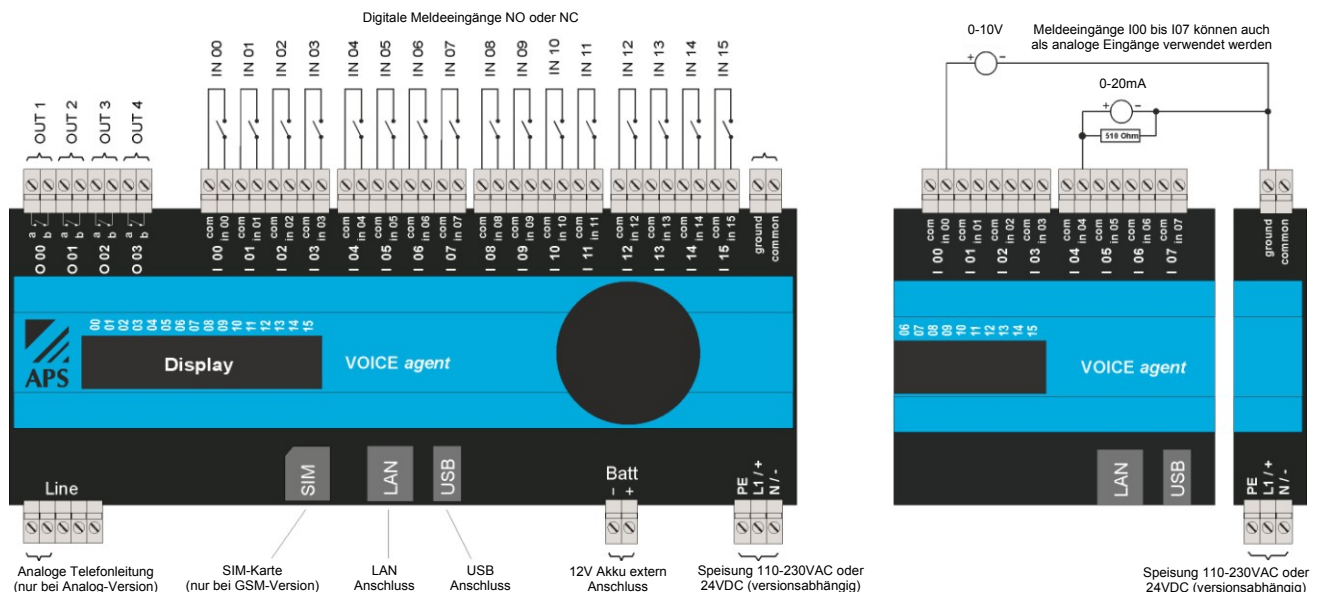 Digitale Meldeeingänge NO oder NC
OUT 1
OUT 2
OUT 3
OUT 4
IN 00
IN 01
IN 02
IN 03
IN 04
IN 05
IN 06
IN 07
IN 08
IN 09
IN 10
IN 11
IN 12
IN 13
IN 14
IN 15
a b
a b
a b
a b
O 00
O 01
O 02
O 03
com in 00
com in 01
com in 02
com in 03
com in 04
com in 05
com in 06
com in 07
com in 08
com in 09
com in 10
com in 11
com in 12
com in 13
com in 14
com in 15
I 00
I 01
I 02
I 03
I 04
I 05
I 06
I 07
I 08
I 09
I 10
I 11
I 12
I 13
I 14
I 15
ground
common
00 01 02 03 04 05 06 07 08 09 10 11 12 13 14 15
APS
Display
VOICE agent
Line
SIM
LAN
USB
Batt
– +
PE
L1 / +
N / -
Analoge Telefonleitung
(nur bei Analog-Version)
SIM-Karte
(nur bei GSM-Version)
LAN
Anschluss
USB
Anschluss
12V Akku extern
Anschluss
Speisung 110-230VAC oder
24VDC (versionsabhängig)
0-10V
Meldeeingänge I00 bis I07 können auch
als analoge Eingänge verwendet werden
+ –
0-20mA
+ –
510 Ohm
com in 00
com in 01
com in 02
com in 03
com in 04
com in 05
com in 06
com in 07
I 00
I 01
I 02
I 03
I 04
I 05
I 06
I 07
ground
common
06 07 08 09 10 11 12 13 14 15
VOICE agent
LAN
USB
PE
L1 / +
N / -
Speisung 110-230VAC oder
24VDC (versionsabhängig)